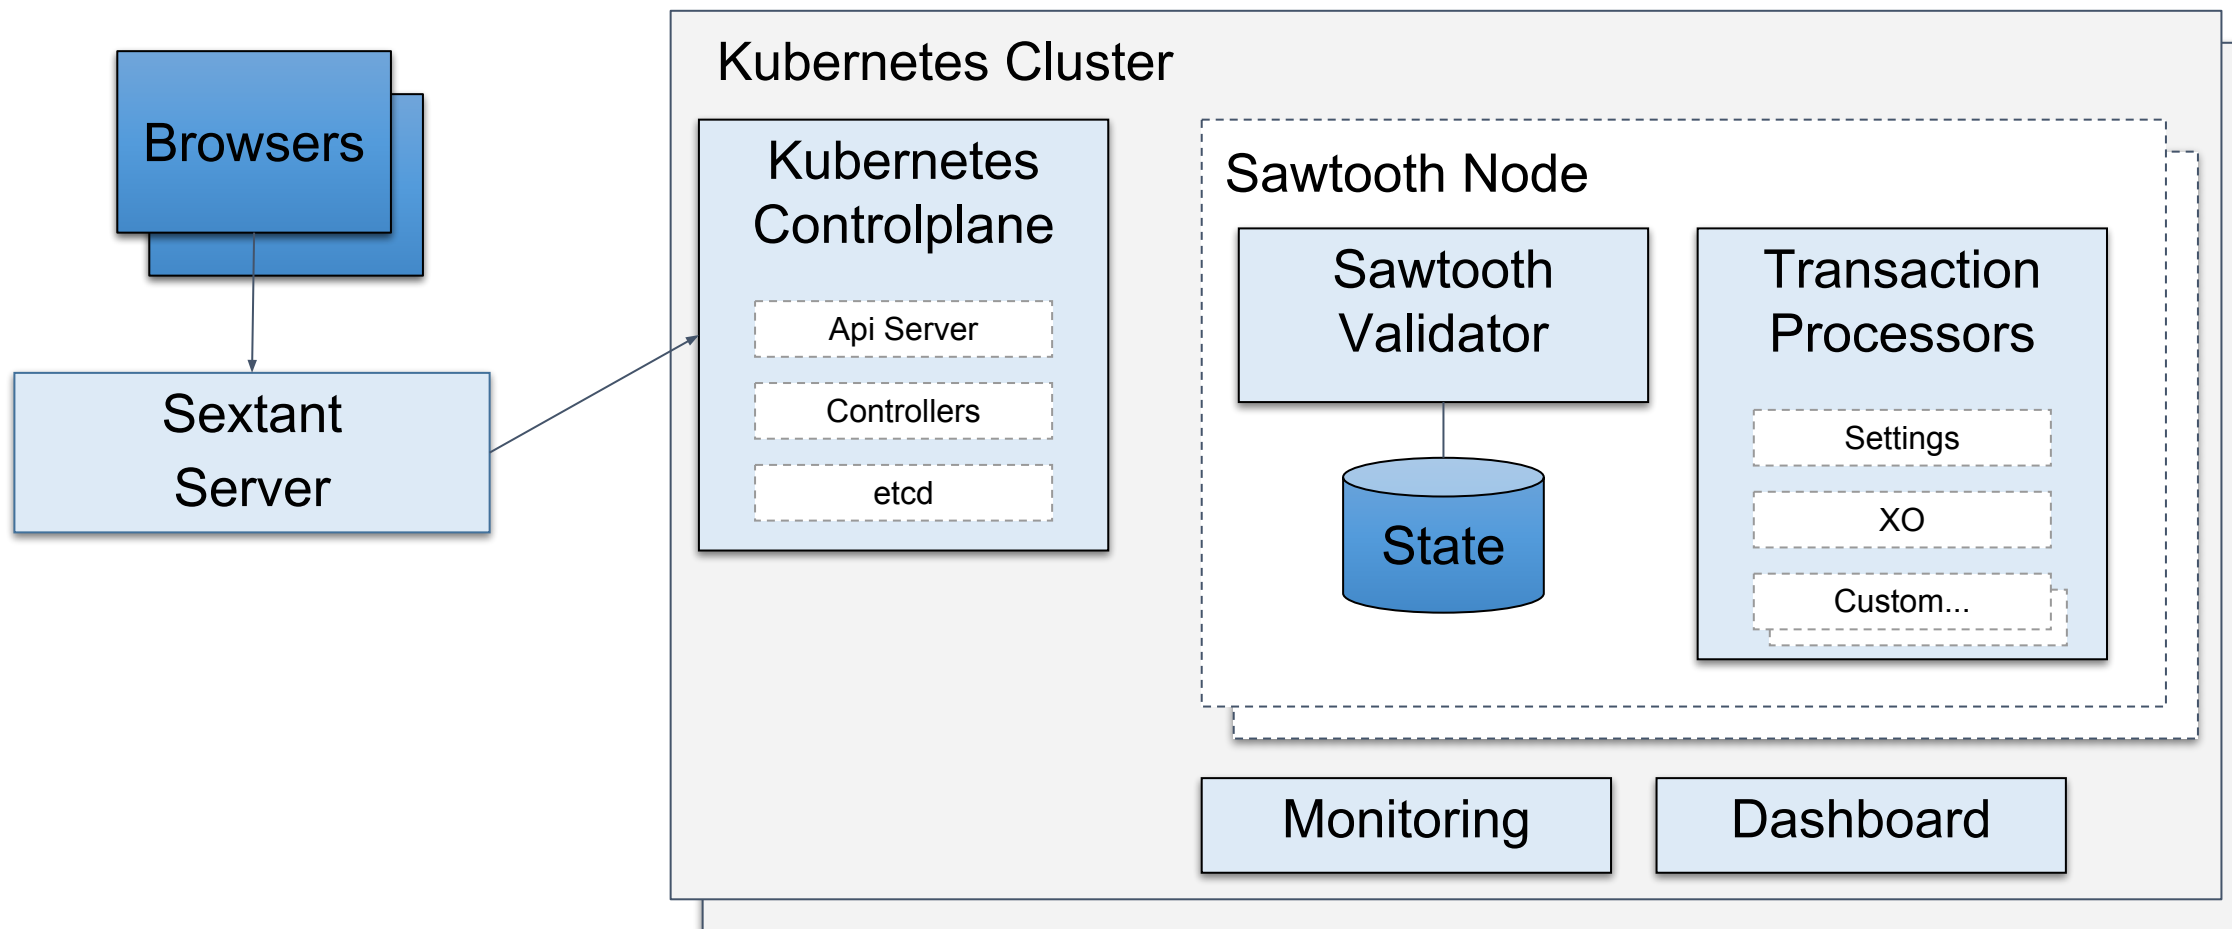 Browsers
Sextant
Server
Kubernetes Cluster
Kubernetes
Controlplane
Api Server
Controllers
etcd
Sawtooth Node
Sawtooth
Validator
State
Transaction
Processors
Settings
XO
Custom...
Monitoring
Dashboard